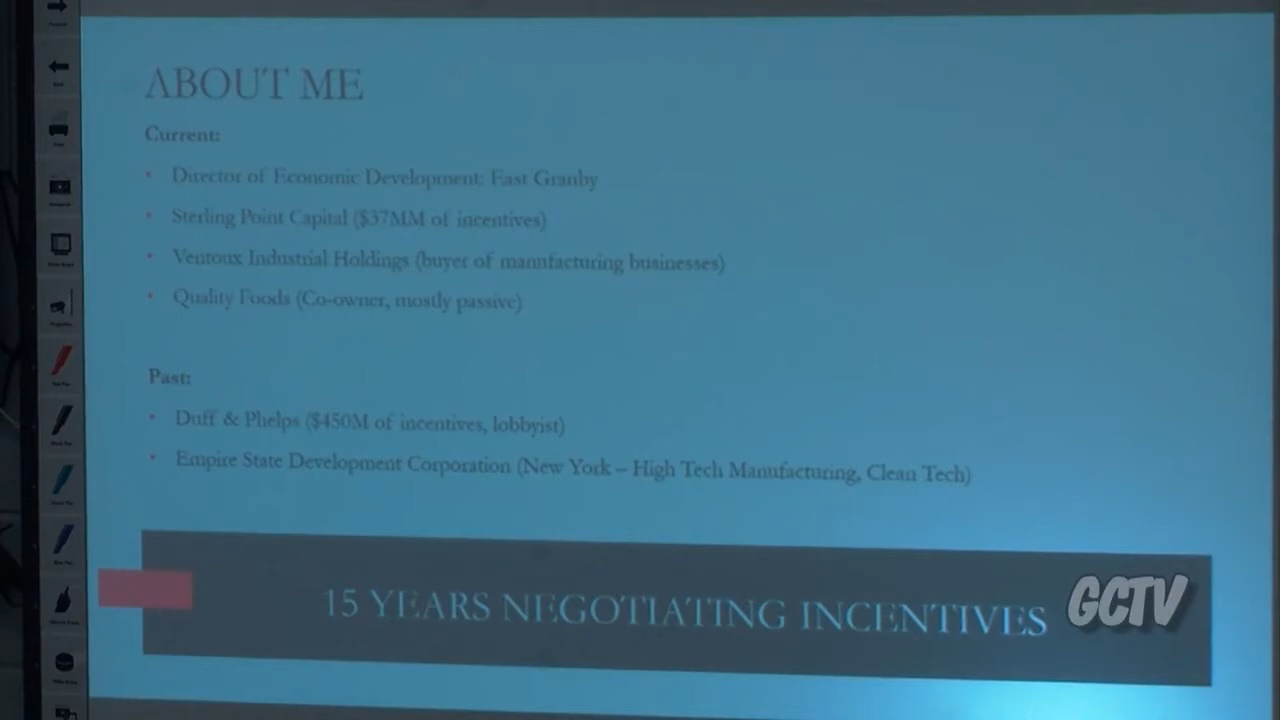 ABOUT ME
Current:
• Director of Economic Development: East Granby
• Sterling Point Capital ($37MM of incentives)
• Ventoux Industrial Holdings (buyer of manufacturing businesses)
• Quality Foods (Co-owner, mostly passive)
Past:
• Duff & Phelps ($450M of incentives, lobbyist)
• Empire State Development Corporation (New York – High Tech Manufacturing, Clean Tech)
15 YEARS NEGOTIATING INCENTIVES
GCTV